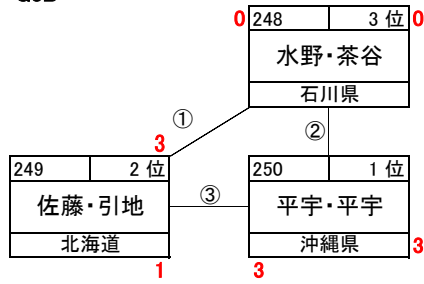 0 248 3 位 0
水野・茶谷
石川県
①
②
3
249 2 位
佐藤・引地
北海道
1
③
250 1 位
平宇・平宇
沖縄県 3
3